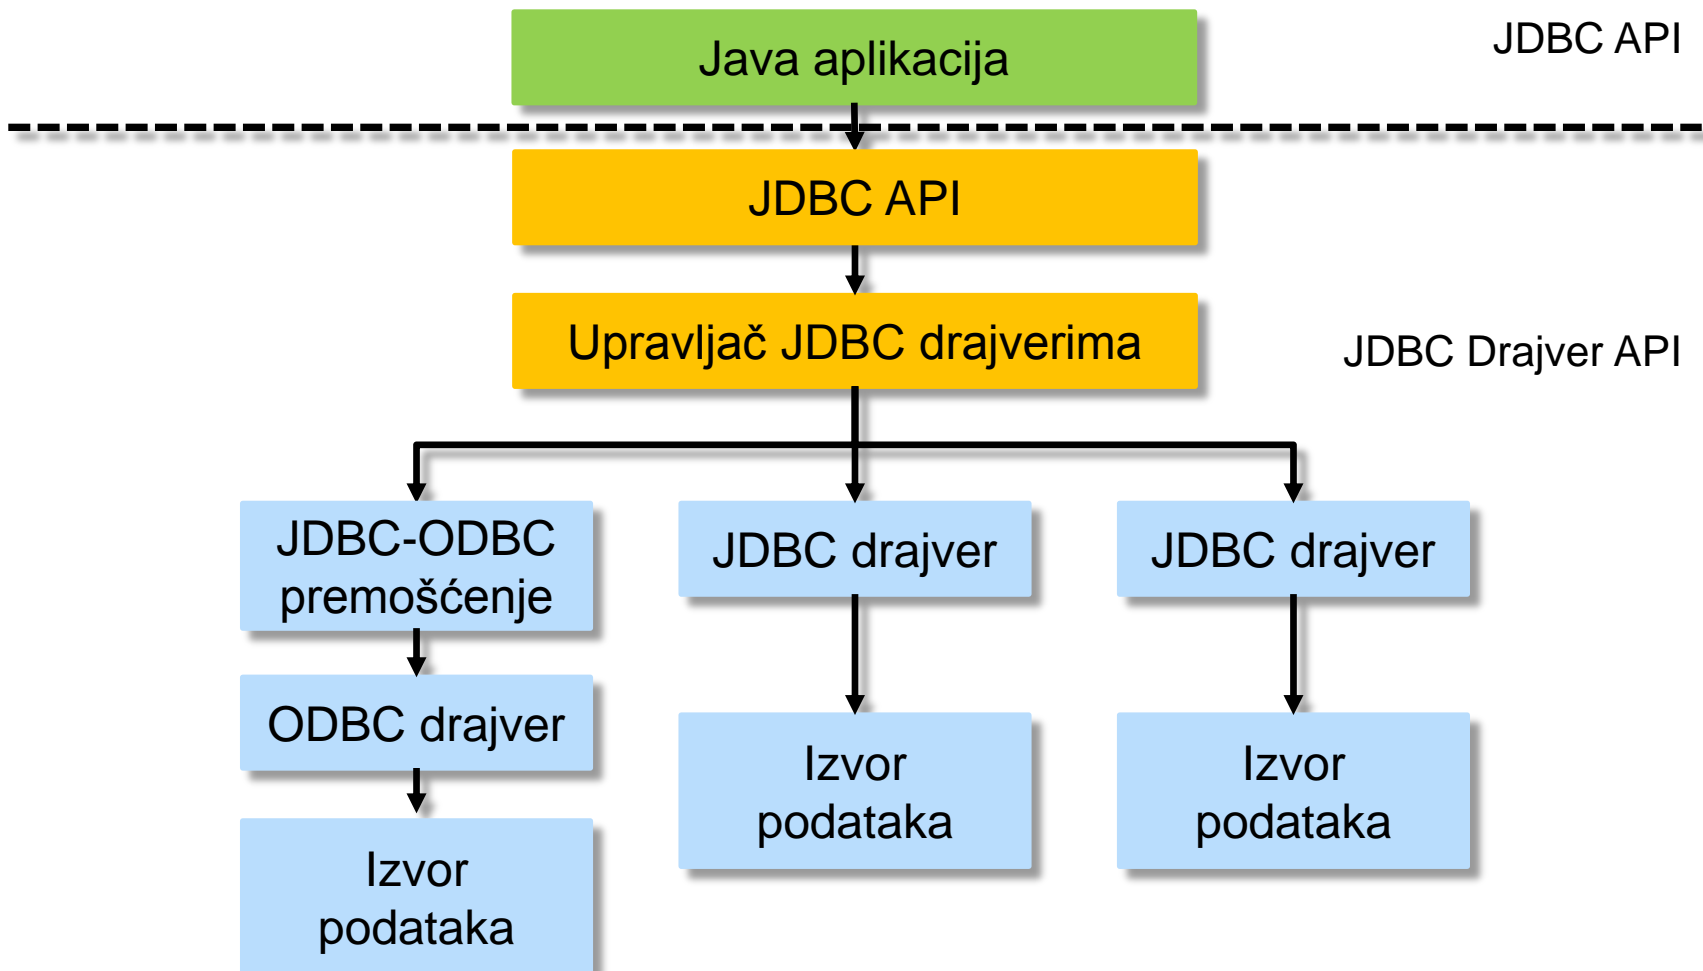 Java aplikacija
JDBC API
JDBC API
Upravljač JDBC drajverima
JDBC Drajver API
JDBC-ODBC
premošćenje
JDBC drajver
JDBC drajver
ODBC drajver
Izvor
podataka
Izvor
podataka
Izvor
podataka